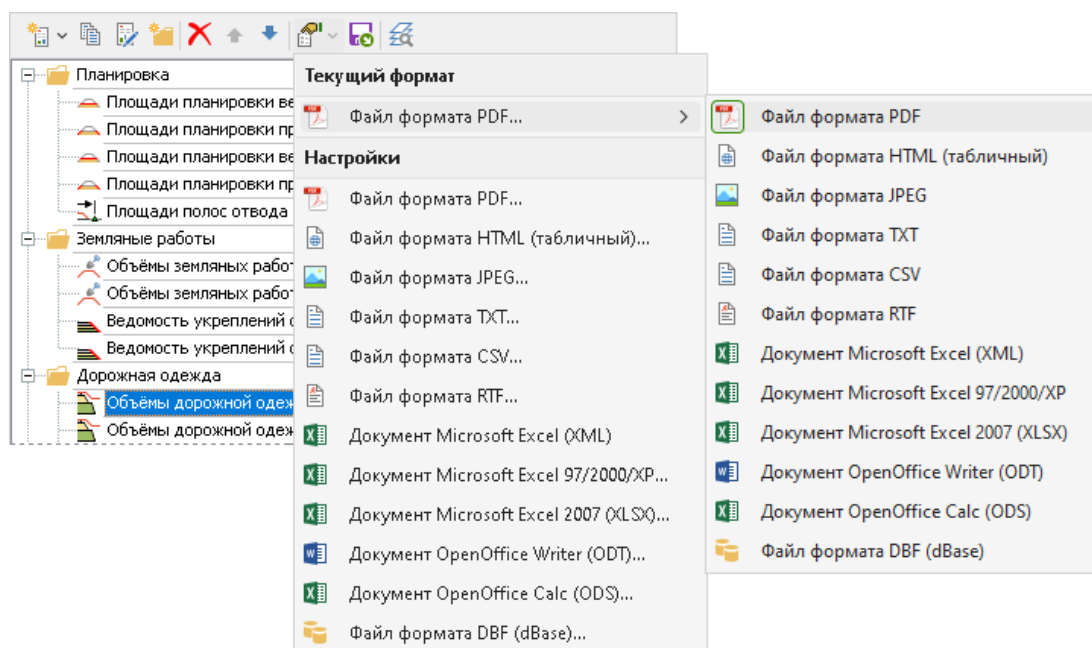 Планировка
Площади планировки ве
Площади планировки пр
Площади планировки ве
Площади планировки пр
Площади полос отвода
Земляные работы
Объёмы земляных работ
Объёмы земляных работ
Ведомость укреплений
Ведомость укреплений
Дорожная одежда
Объёмы дорожной одеж
Объёмы дорожной одеж
Текущий формат
Файл формата PDF...
Настройки
Файл формата PDF...
Файл формата HTML (табличный)...
Файл формата JPEG...
Файл формата TXT...
Файл формата CSV...
Файл формата RTF...
Документ Microsoft Excel (XML)
Документ Microsoft Excel 97/2000/XP...
Документ Microsoft Excel 2007 (XLSX)...
Документ OpenOffice Writer (ODT)...
Документ OpenOffice Calc (ODS)...
Файл формата DBF (dBase)...
Файл формата PDF
Файл формата HTML (табличный)
Файл формата JPEG
Файл формата TXT
Файл формата CSV
Файл формата RTF
Документ Microsoft Excel (XML)
Документ Microsoft Excel 97/2000/XP
Документ Microsoft Excel 2007 (XLSX)
Документ OpenOffice Writer (ODT)
Документ OpenOffice Calc (ODS)
Файл формата DBF (dBase)